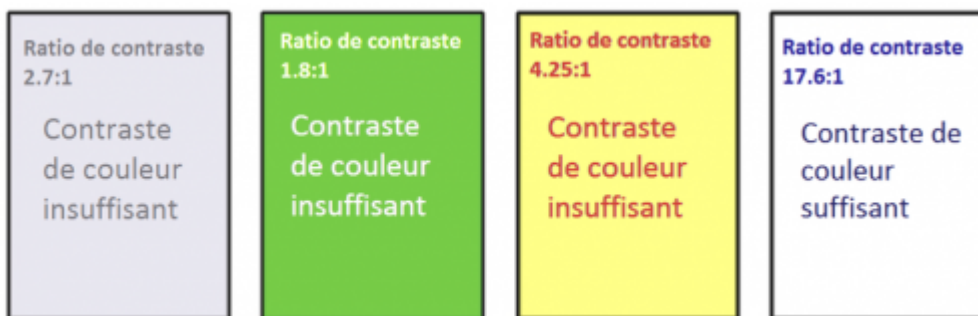 Ratio de contraste
2.7:1
Contraste
de couleur
insuffisant
Ratio de contraste
1.8:1
Contraste
de couleur
insuffisant
Ratio de contraste
4.25:1
Contraste
de couleur
insuffisant
Ratio de contraste
17.6:1
Contraste de
couleur
suffisant